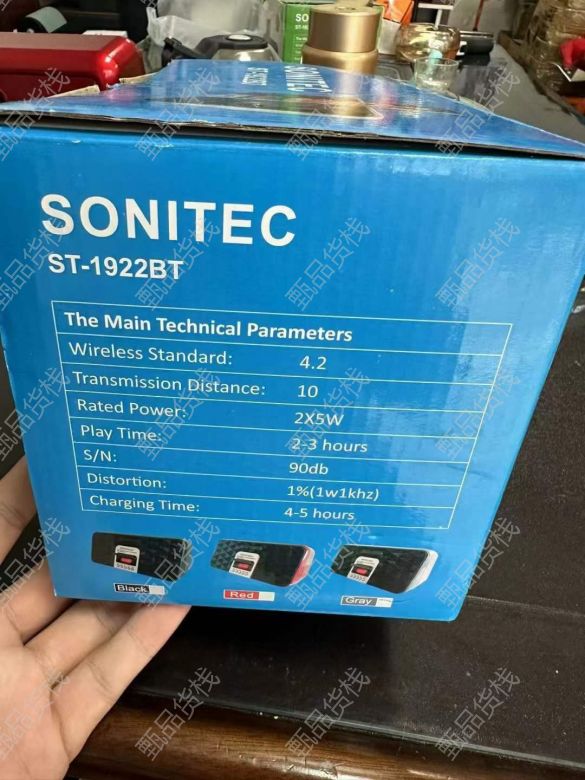 SONITEC
ST-1922BT
The Main Technical Parameters
Wireless Standard: 4.2
Transmission Distance: 10
Rated Power: 2X5W
Play Time: 2-3 hours
S/N: 90db
Distortion: 1%(1w1khz)
Charging Time: 4-5 hours
Black
Red
Gray
甄品货栈